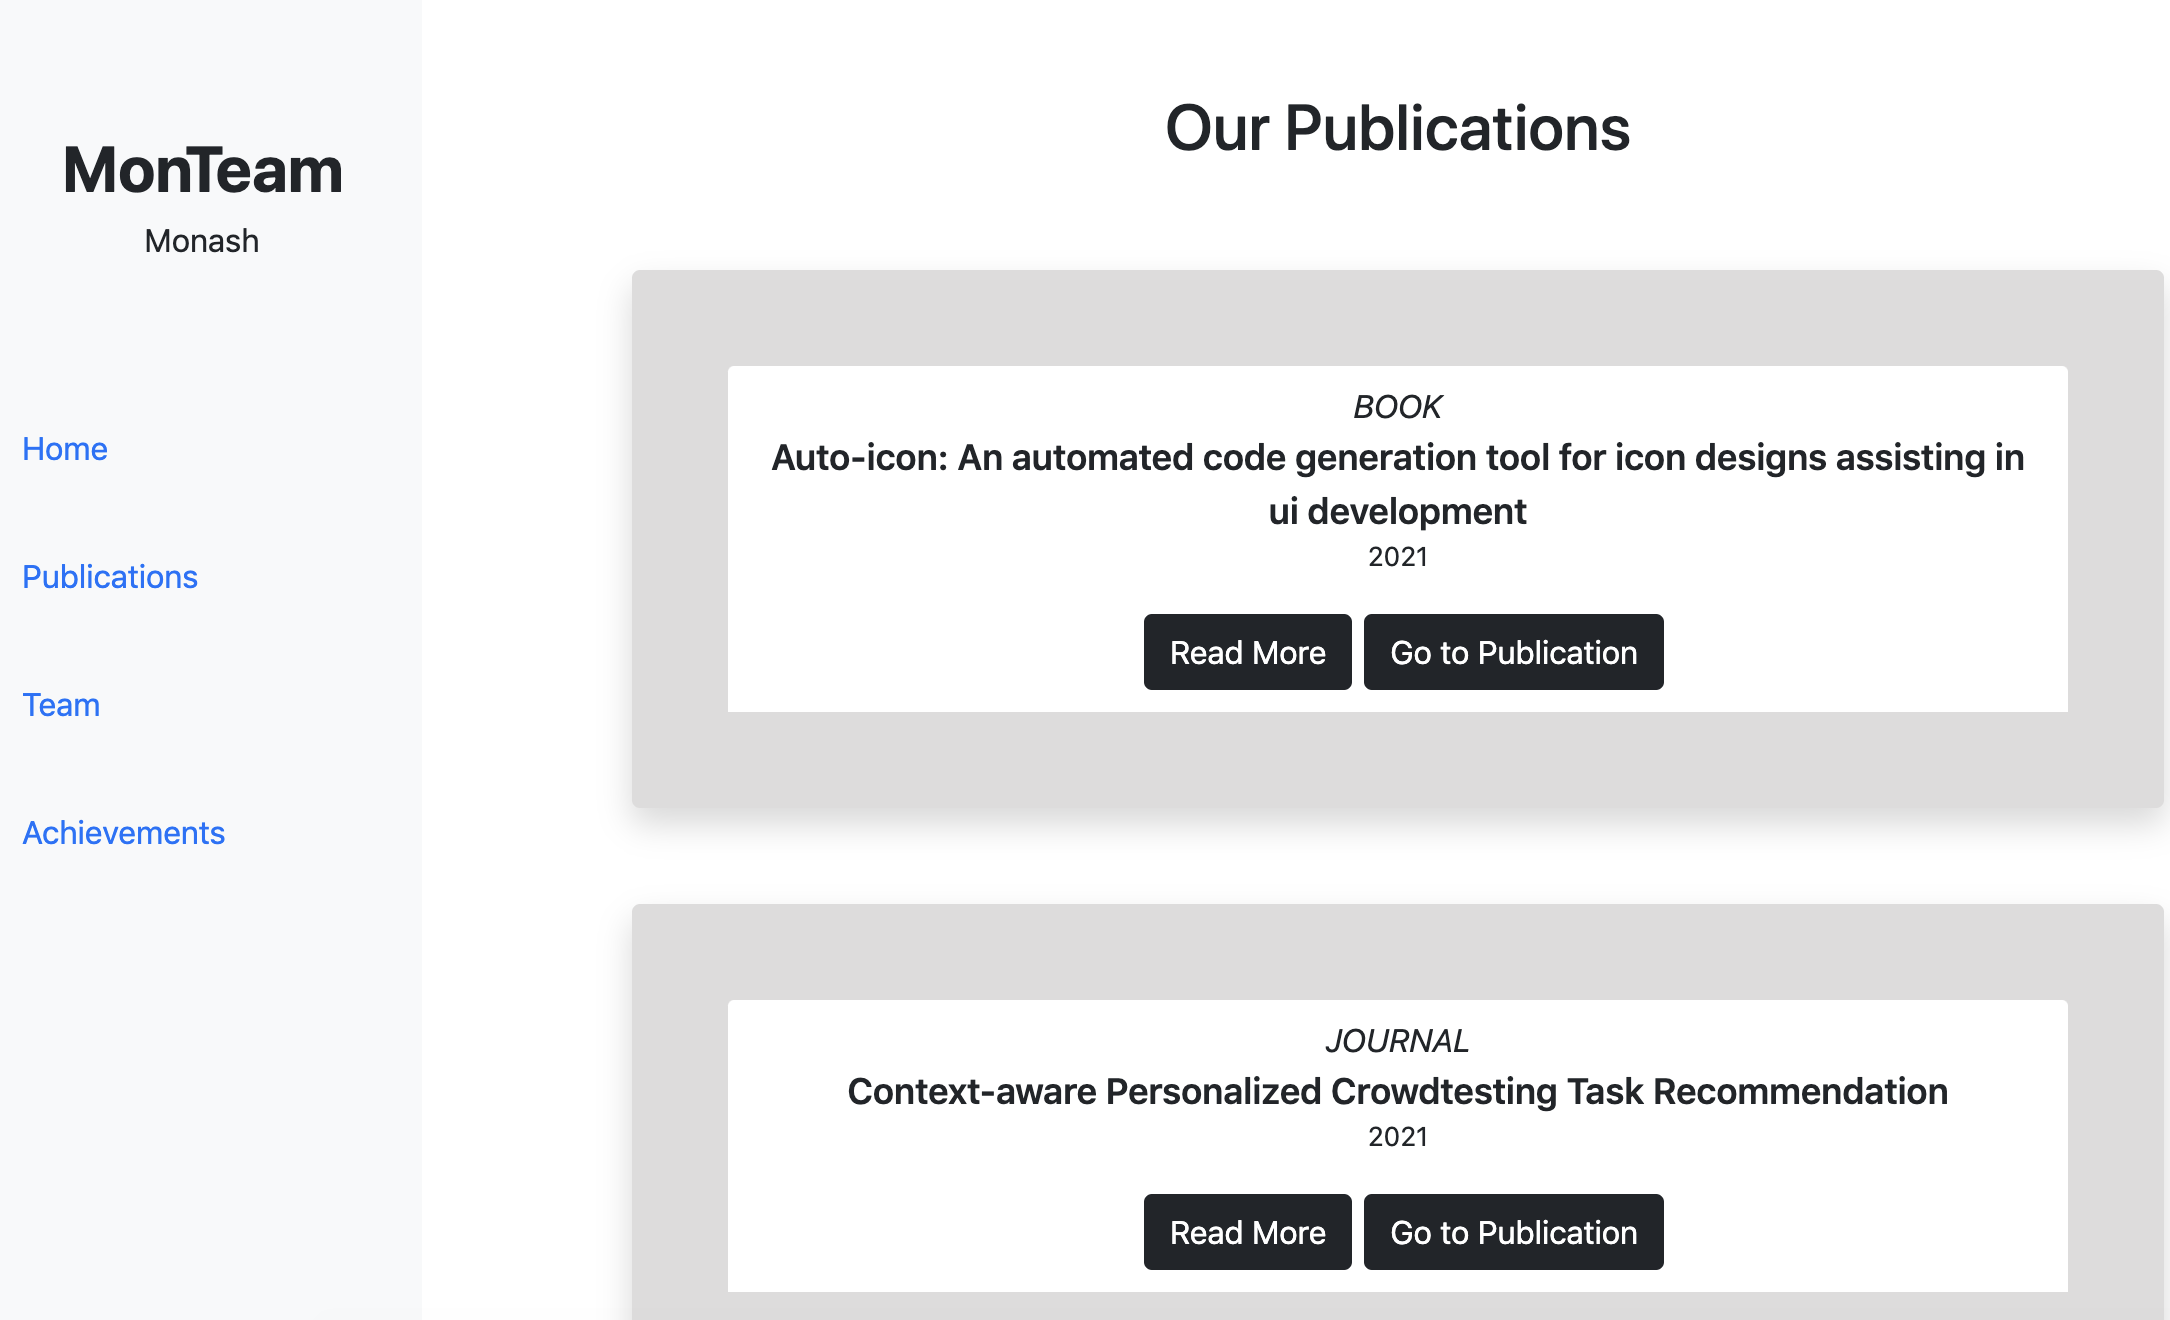 MonTeam
Monash
Home
Publications
Team
Achievements
Our Publications
BOOK
Auto-icon: An automated code generation tool for icon designs assisting in
ui development
2021
Read More
Go to Publication
JOURNAL
Context-aware Personalized Crowdtesting Task Recommendation
2021
Read More
Go to Publication